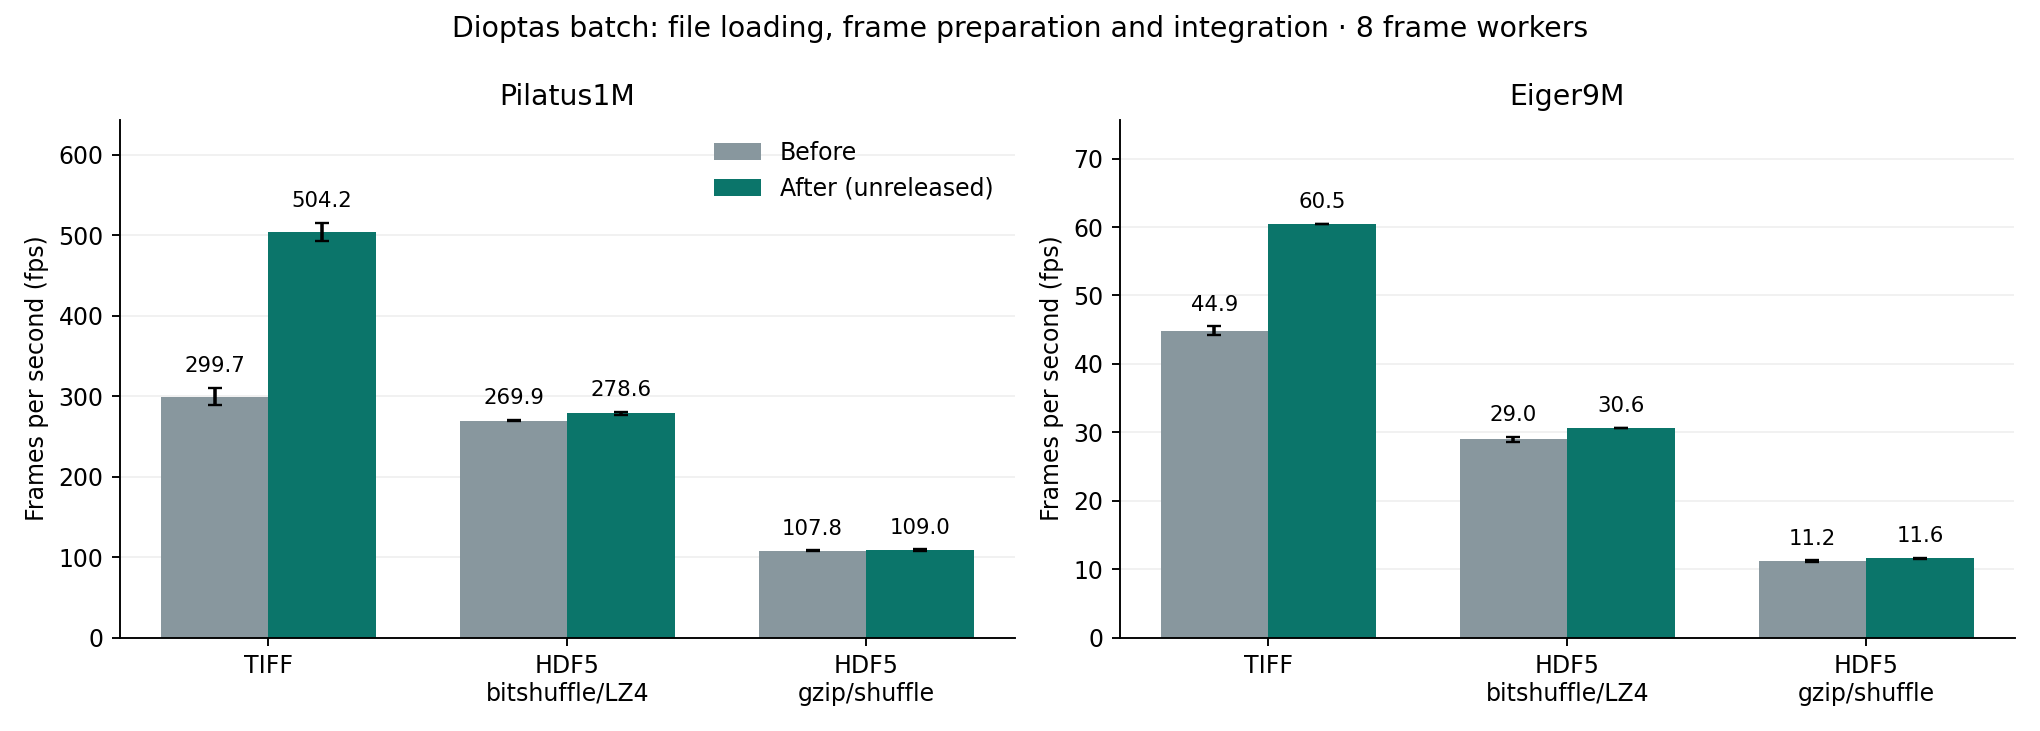 Dioptas batch: file loading, frame preparation and integration · 8 frame workers
Pilatus1M
Frames per second (fps)
600
500
400
300
200
100
0
Before
After (unreleased)
299.7
504.2
269.9
278.6
107.8
109.0
TIFF
HDF5
bitshuffle/LZ4
HDF5
gzip/shuffle
Eiger9M
Frames per second (fps)
70
60
50
40
30
20
10
0
44.9
60.5
29.0
30.6
11.2
11.6
TIFF
HDF5
bitshuffle/LZ4
HDF5
gzip/shuffle